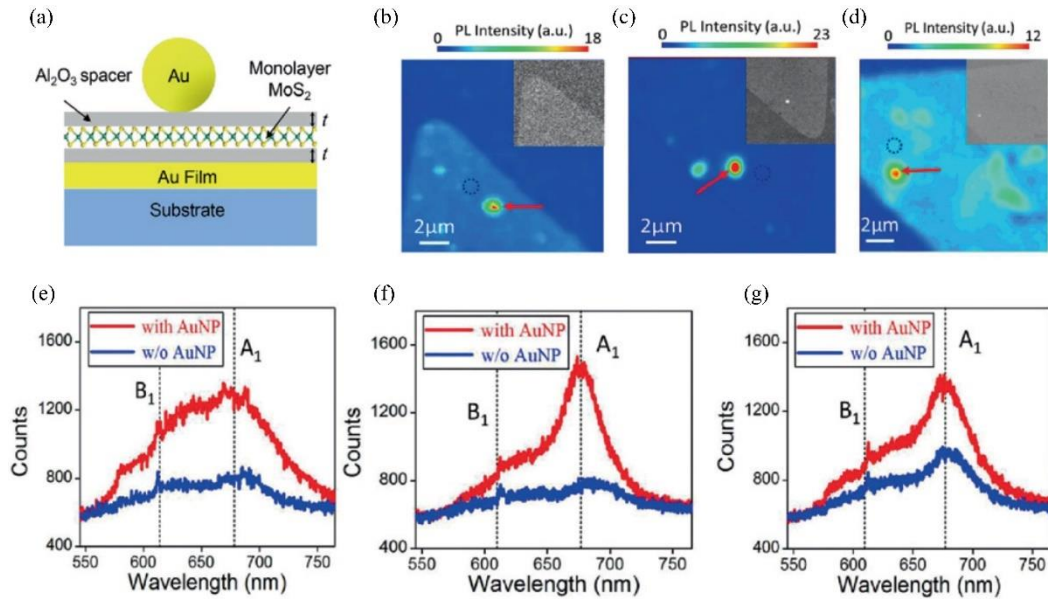 (a)
Al₂O₃ spacer
Au
Monolayer
MoS₂
t
t
Au Film
Substrate
(b)
PL Intensity (a.u.)
0 18
2μm
(c)
PL Intensity (a.u.)
0 23
2μm
(d)
PL Intensity (a.u.)
0 12
2μm
(e)
with AuNP
w/o AuNP
A₁
B₁
1600
1200
800
400
Counts
550 600 650 700 750
Wavelength (nm)
(f)
with AuNP
w/o AuNP
A₁
B₁
1600
1200
800
400
Counts
550 600 650 700 750
Wavelength (nm)
(g)
with AuNP
w/o AuNP
A₁
B₁
1600
1200
800
400
Counts
550 600 650 700 750
Wavelength (nm)